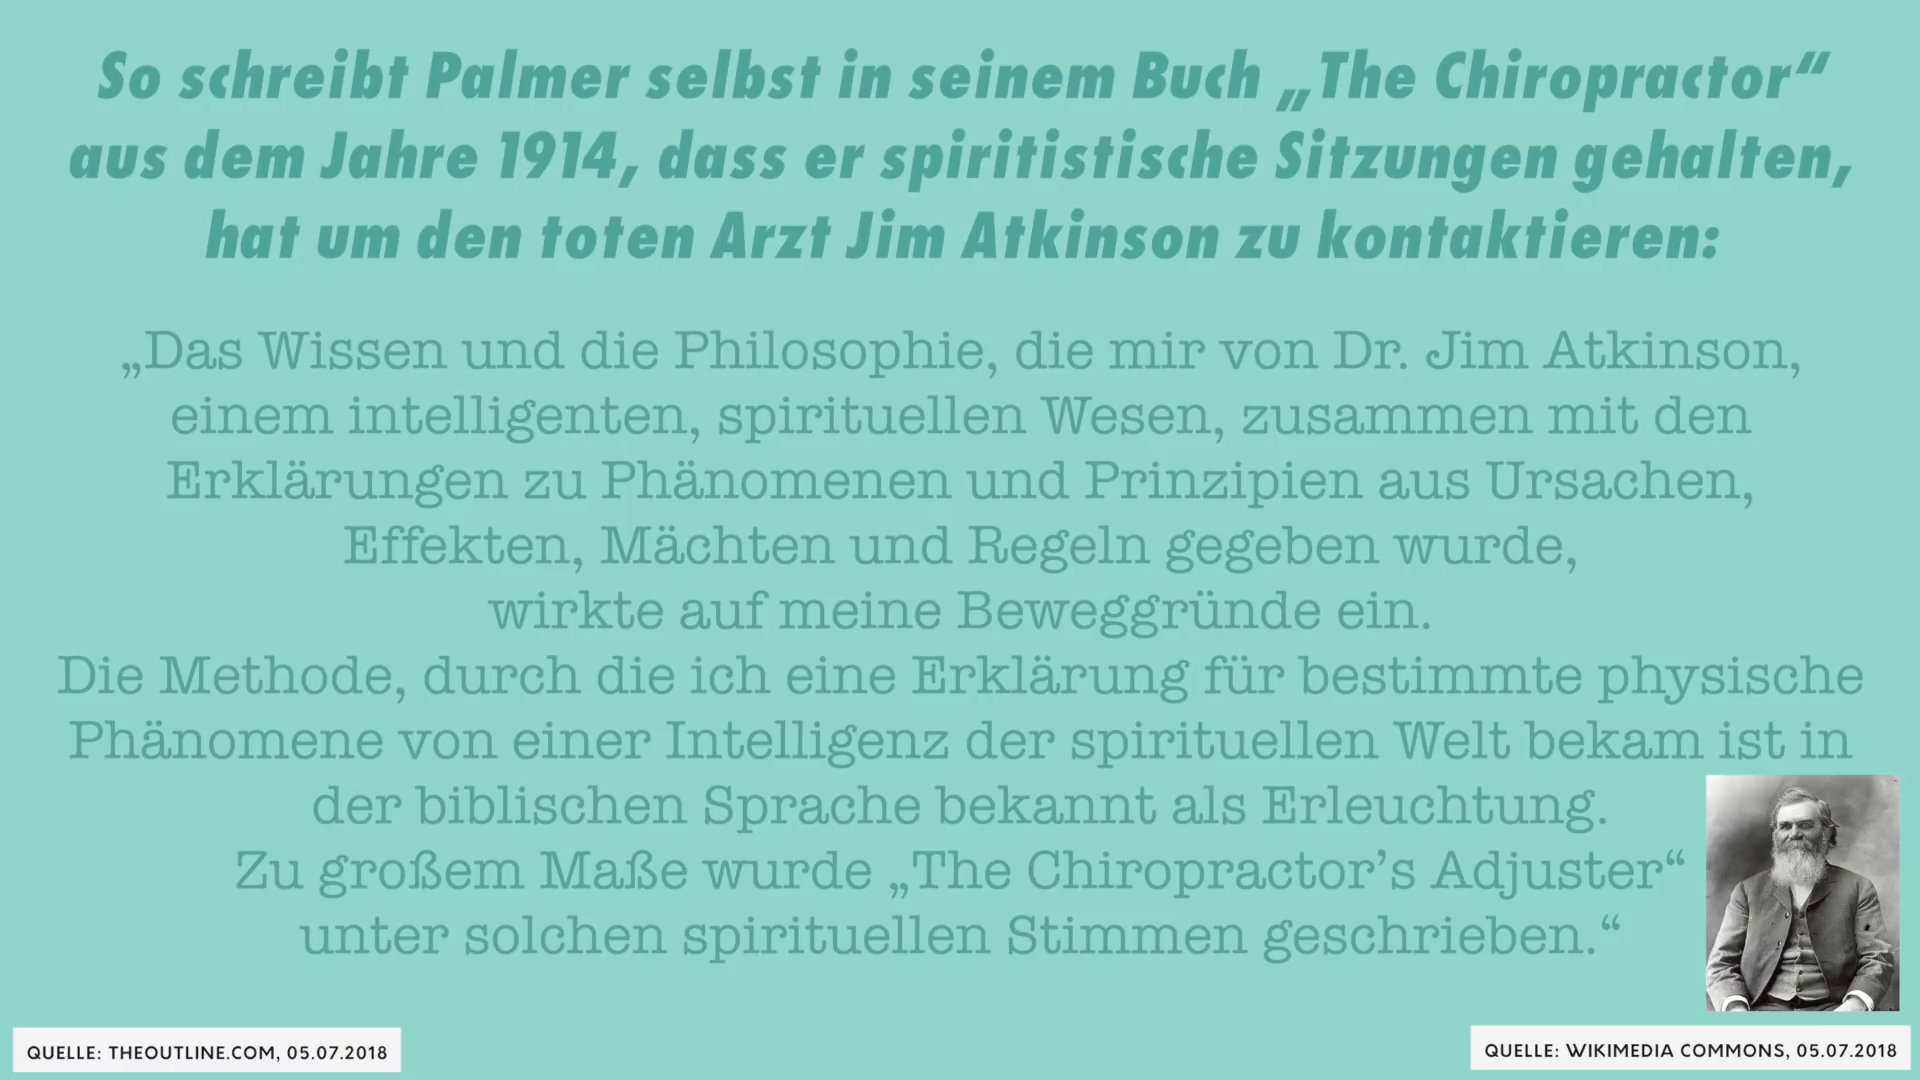 So schreibt Palmer selbst in seinem Buch „The Chiropractor“
aus dem Jahre 1914, dass er spiritistische Sitzungen gehalten,
hat um den toten Arzt Jim Atkinson zu kontaktieren:
„Das Wissen und die Philosophie, die mir von Dr. Jim Atkinson,
einem intelligenten, spirituellen Wesen, zusammen mit den
Erklärungen zu Phänomenen und Prinzipien aus Ursachen,
Effekten, Mächten und Regeln gegeben wurde,
wirkte auf meine Beweggründe ein.
Die Methode, durch die ich eine Erklärung für bestimmte physische
Phänomene von einer Intelligenz der spirituellen Welt bekam ist in
der biblischen Sprache bekannt als Erleuchtung.
Zu großem Maße wurde „The Chiropractor’s Adjuster“
unter solchen spirituellen Stimmen geschrieben.“
QUELLE: THEOUTLINE.COM, 05.07.2018
QUELLE: WIKIMEDIA COMMONS, 05.07.2018